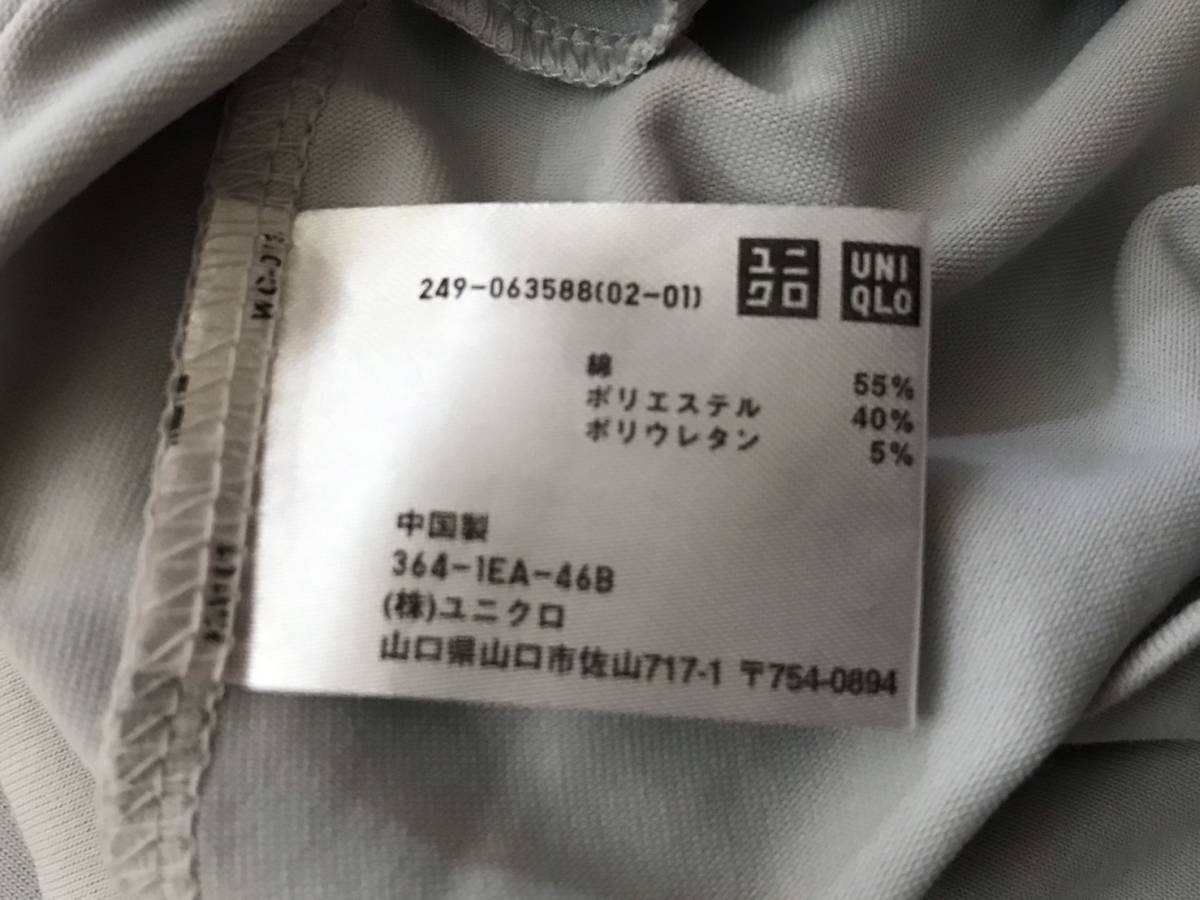 249-063588(02-01)
ユニ
クロ
UNI
QLO
綿 55%
ポリエステル 40%
ポリウレタン 5%
中国製
364-1EA-46B
(株)ユニクロ
山口県山口市佐山717-1 〒754-0894